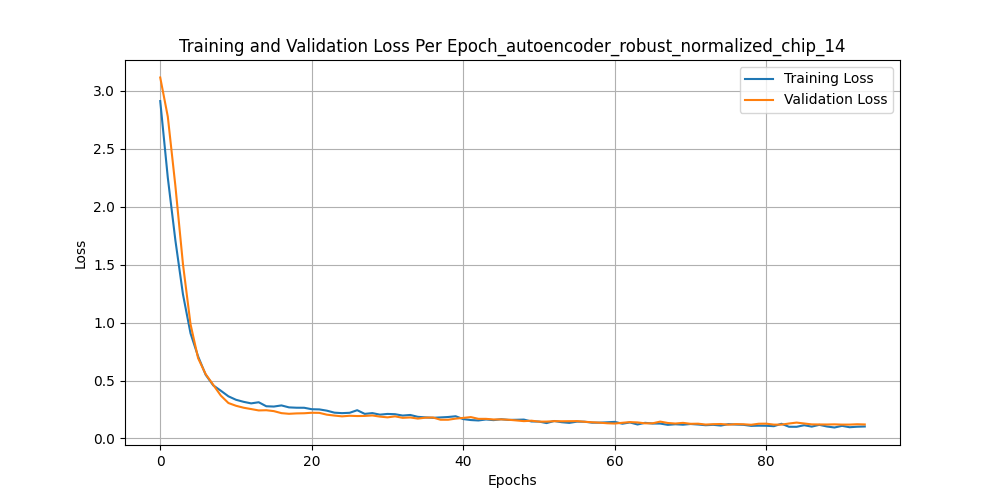 Training and Validation Loss Per Epoch_autoencoder_robust_normalized_chip_14
Training Loss
Validation Loss
Loss
3.0
2.5
2.0
1.5
1.0
0.5
0.0
0 20 40 60 80
Epochs